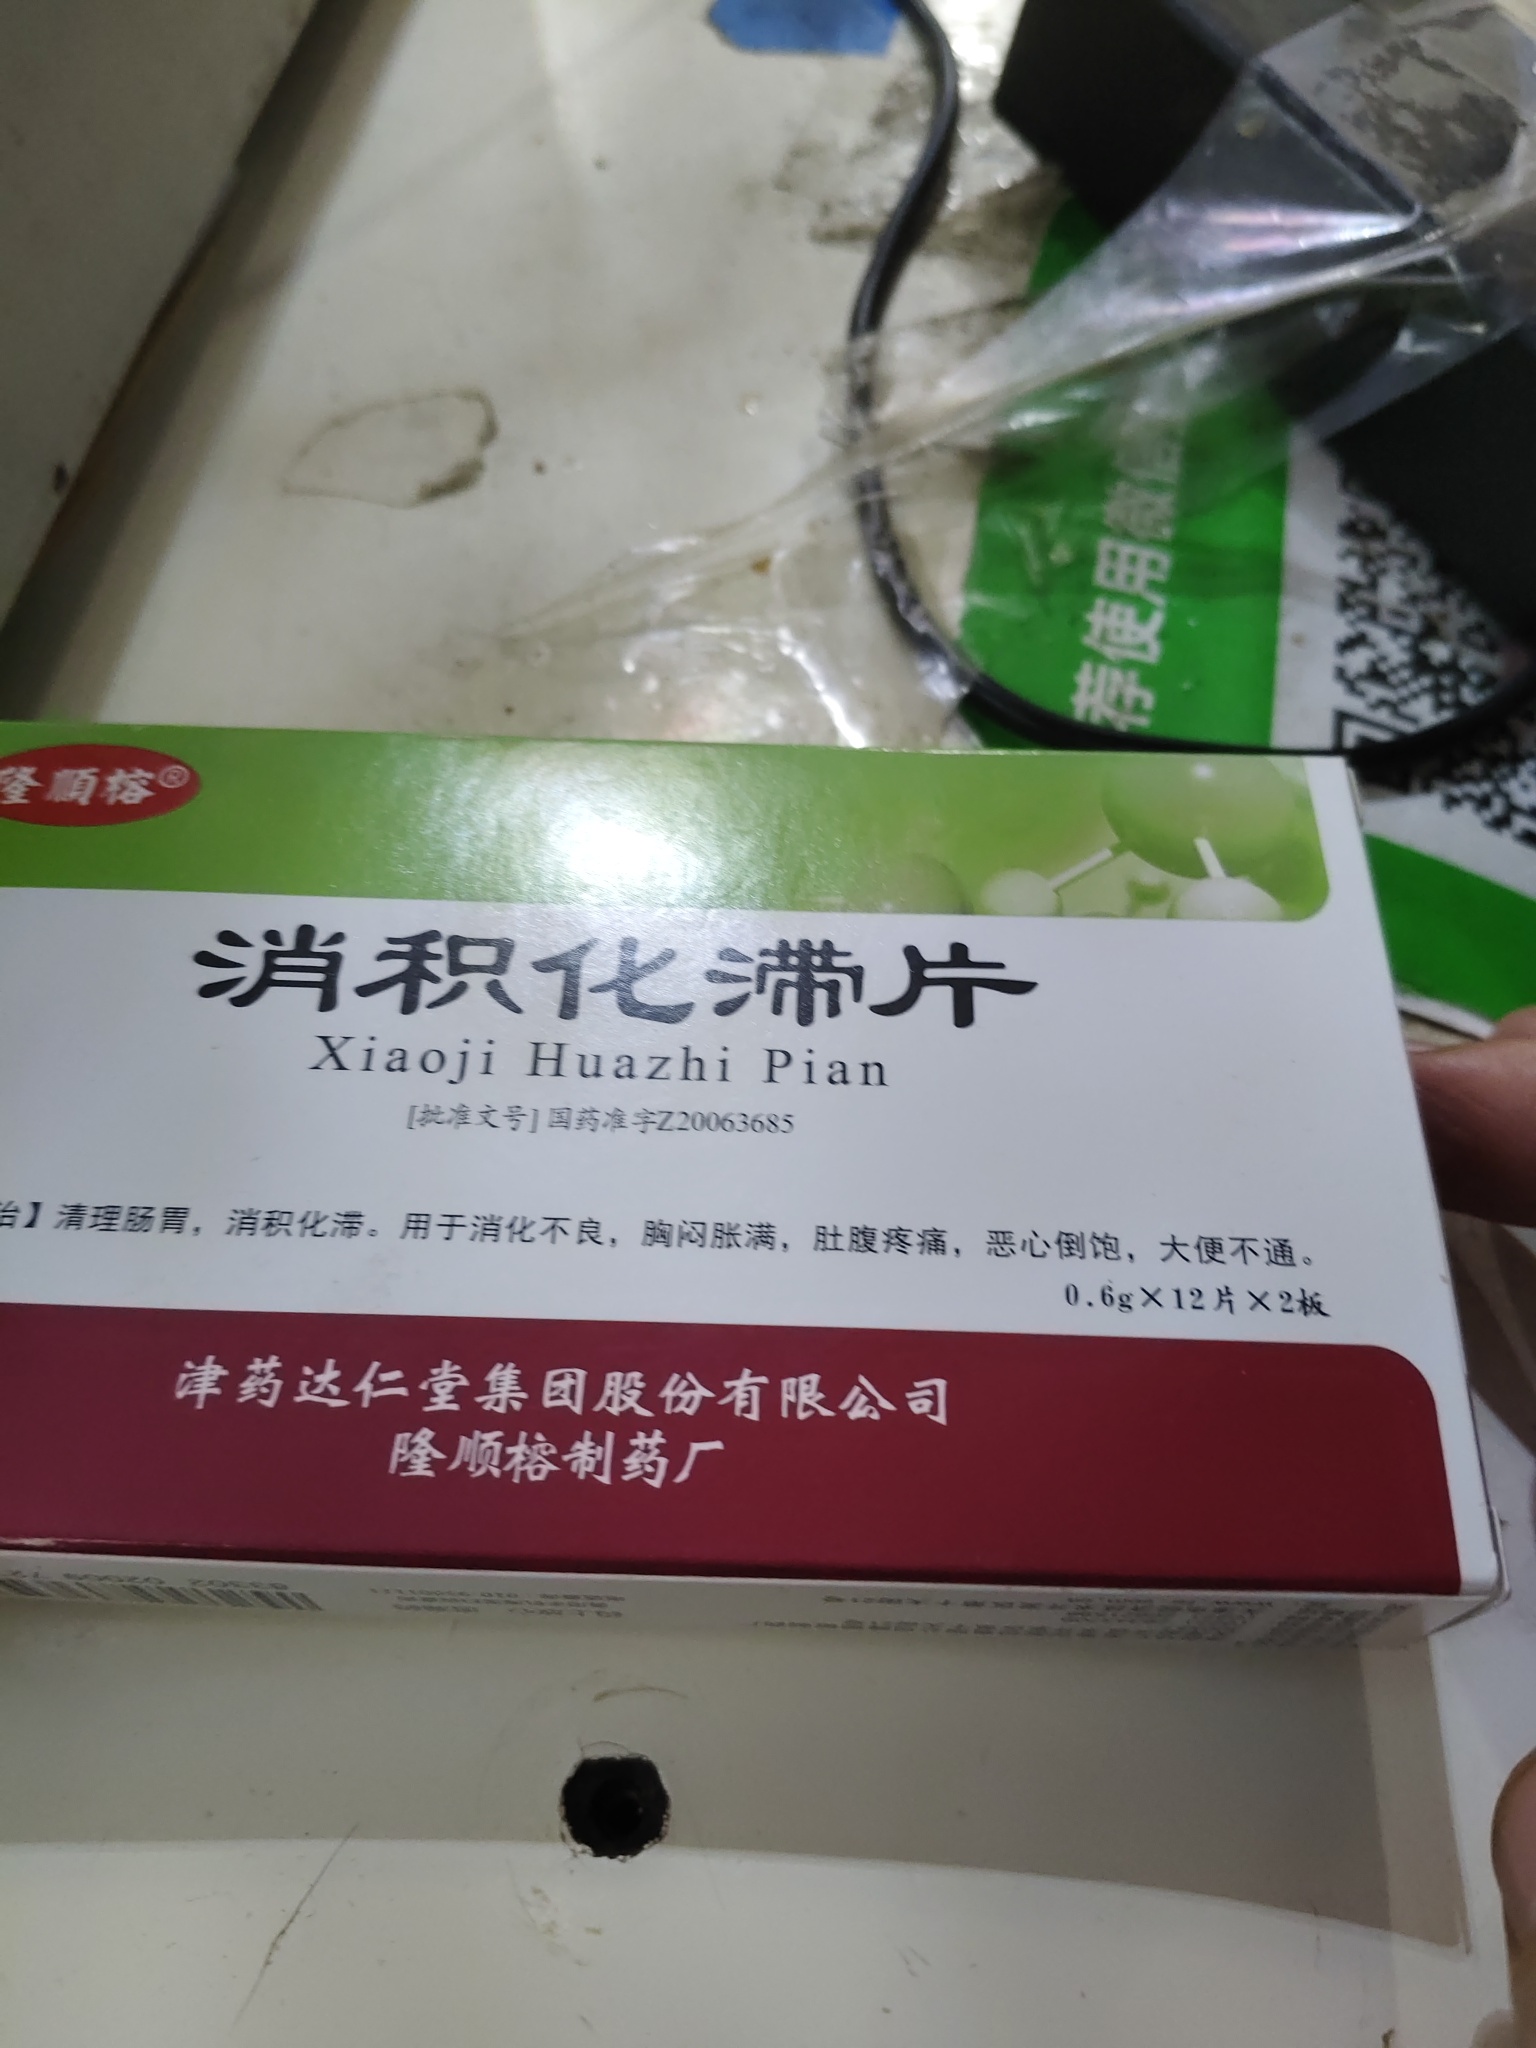 荐使用微信
隆順榕®
消积化滞片
Xiaoji Huazhi Pian
[批准文号] 国药准字Z20063685
治】清理肠胃，消积化滞。用于消化不良，胸闷胀满，肚腹疼痛，恶心倒饱，大便不通。
0.6g×12片×2板
津药达仁堂集团股份有限公司
隆顺榕制药厂